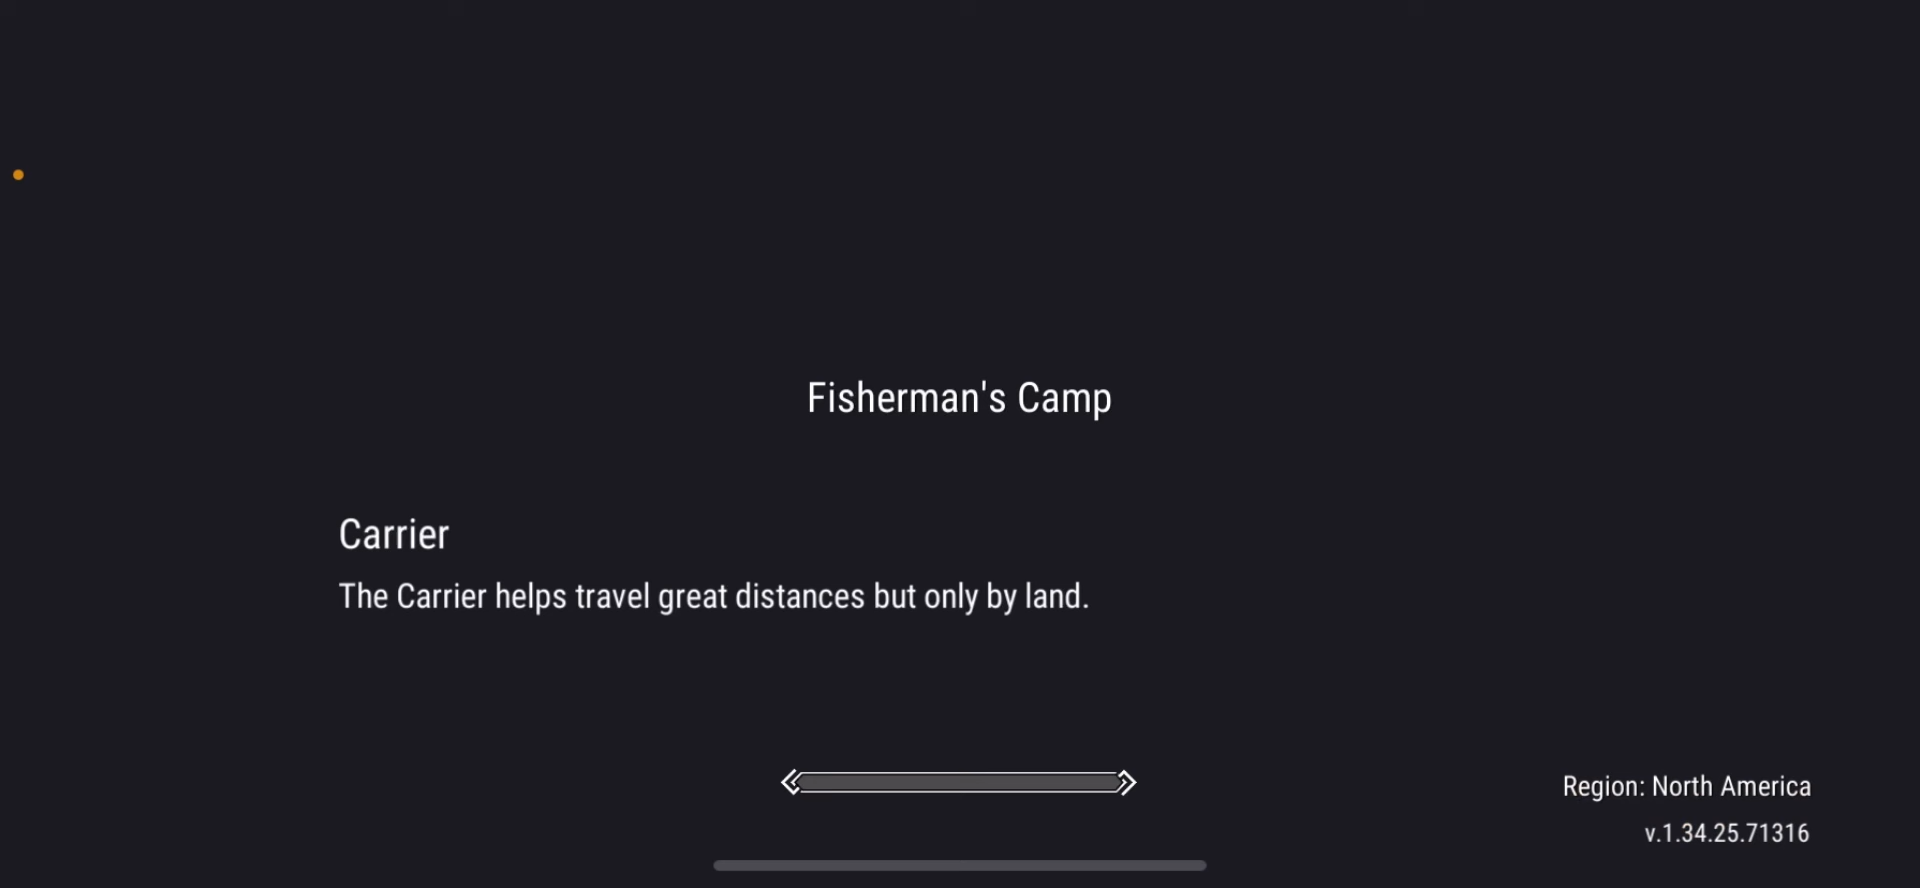 Fisherman's Camp
Carrier
The Carrier helps travel great distances but only by land.
Region: North America
v.1.34.25.71316